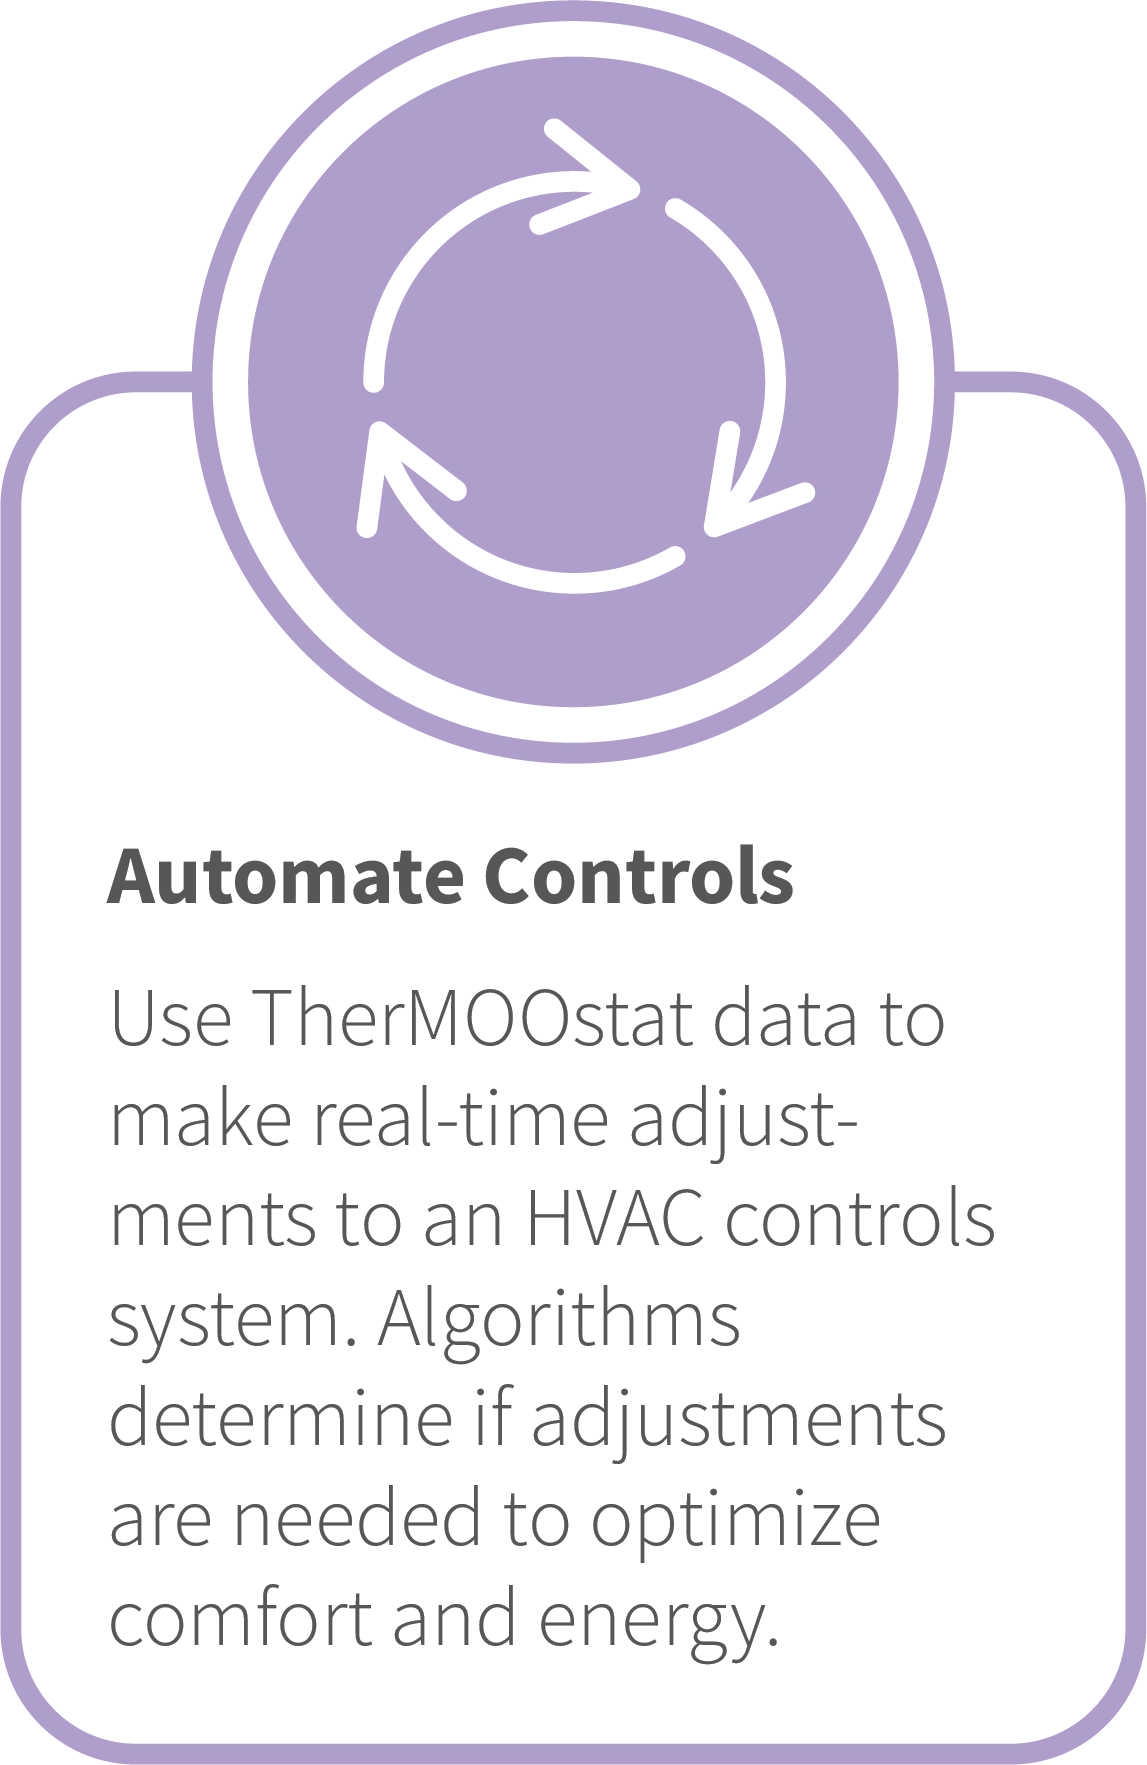 Automate Controls
Use TherMOOstat data to
make real-time adjust-
ments to an HVAC controls
system. Algorithms
determine if adjustments
are needed to optimize
comfort and energy.